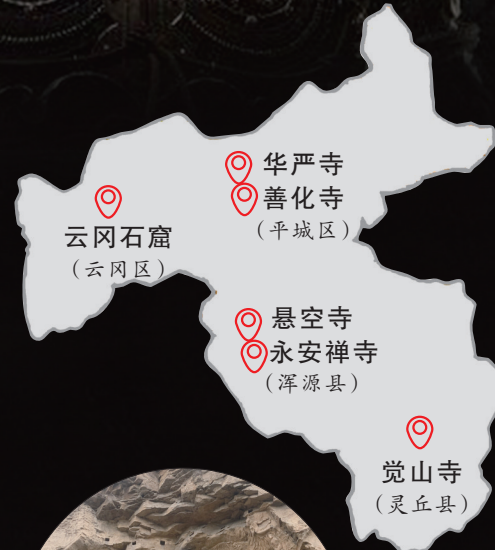 华严寺
善化寺
(平城区)
云冈石窟
(云冈区)
悬空寺
永安禅寺
(浑源县)
觉山寺
(灵丘县)